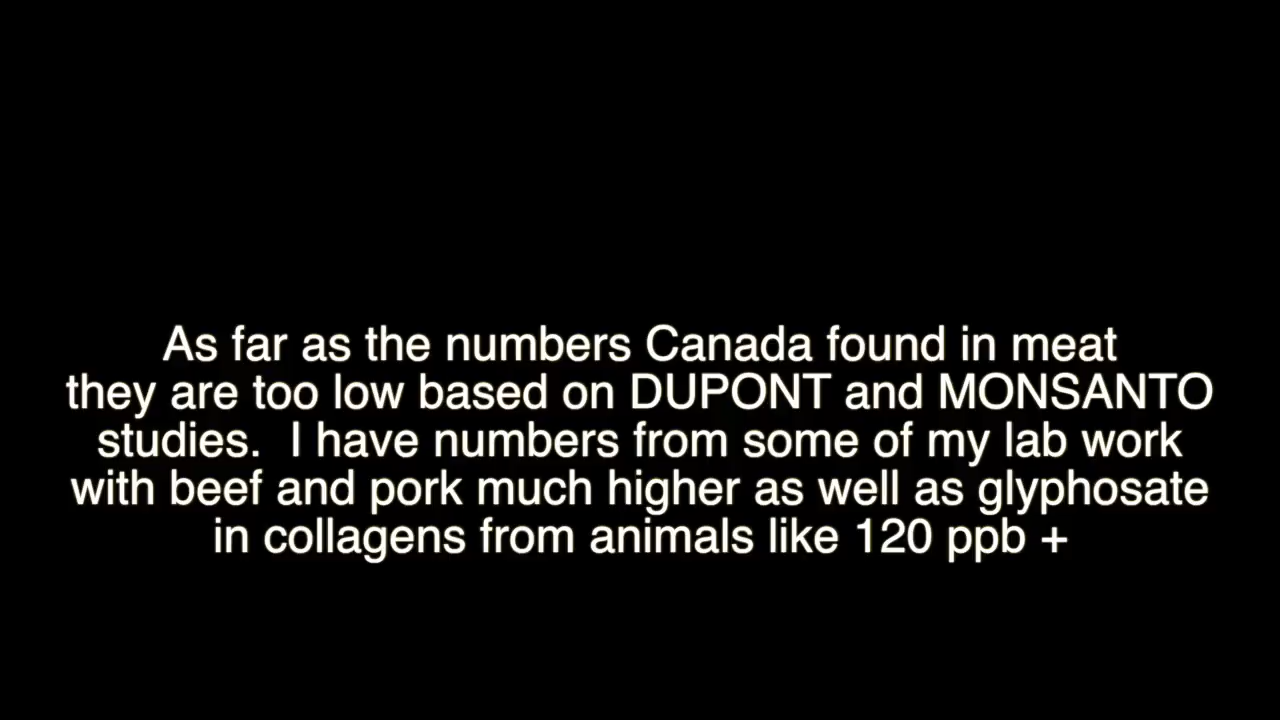 As far as the numbers Canada found in meat
they are too low based on DUPONT and MONSANTO
studies.  I have numbers from some of my lab work
with beef and pork much higher as well as glyphosate
in collagens from animals like 120 ppb +